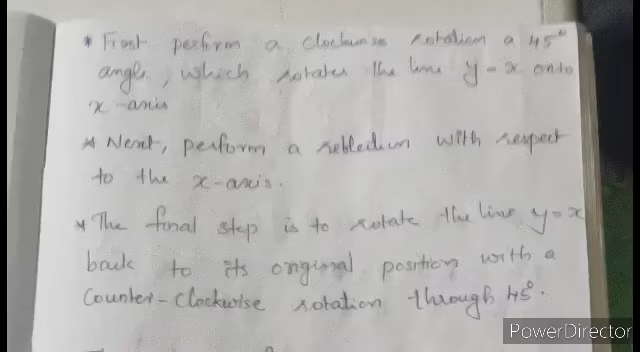 * First perform a clockwise rotation a 45°
angle, which rotates the line y = x onto
x-axis
* Next, perform a reflection with respect
to the x-axis.
* The final step is to rotate the line y=x
back to its original position with a
Counter-clockwise rotation through 45°.
PowerDirector